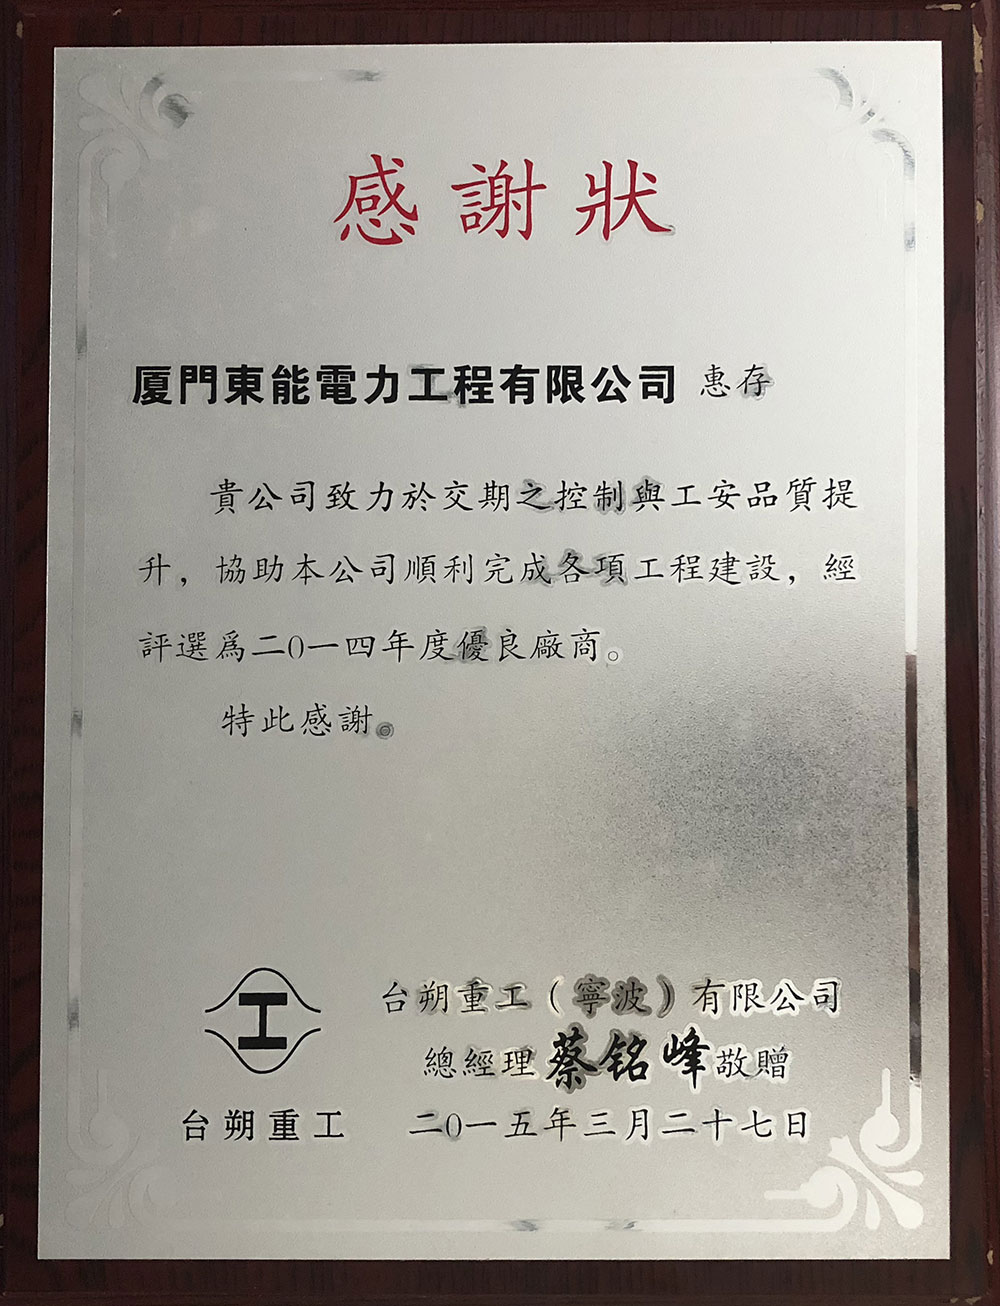 感謝狀
厦門東能電力工程有限公司 惠存
貴公司致力於交期之控制與工安品質提
升，協助本公司順利完成各項工程建設，經
評選爲二0一四年度優良廠商。
特此感謝。
工
台朔重工
台朔重工（寧波）有限公司
總經理 蔡铭峰 敬贈
二0一五年三月二十七日